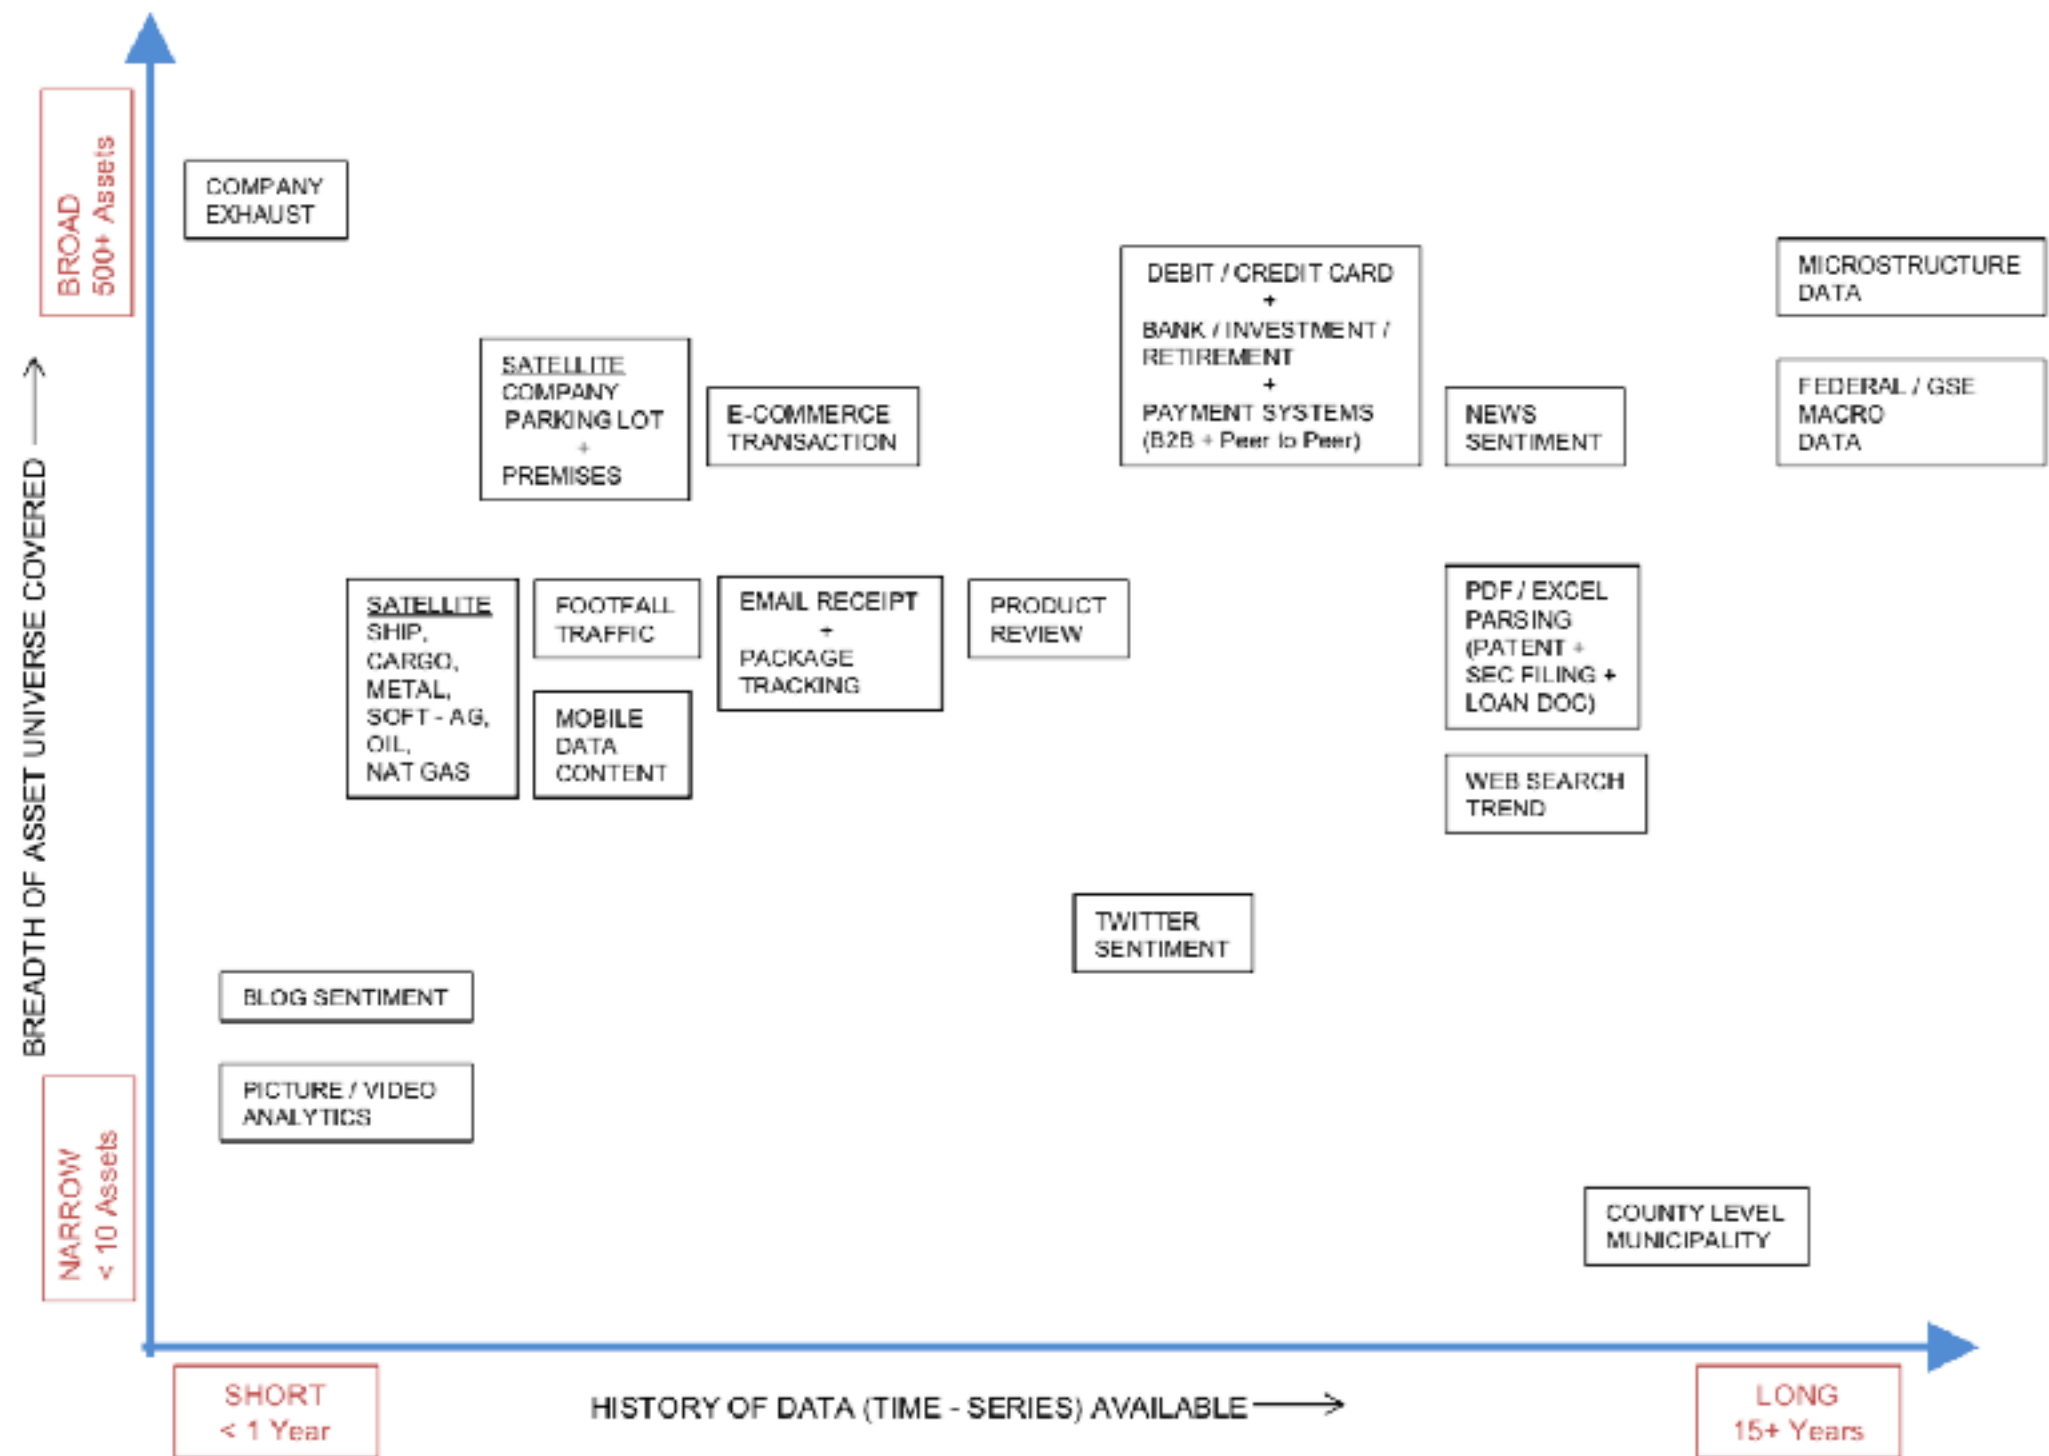 BROAD
500+ Assets
BREADTH OF ASSET UNIVERSE COVERED
NARROW
< 10 Assets
COMPANY
EXHAUST
SATELLITE
COMPANY
PARKING LOT
+
PREMISES
E-COMMERCE
TRANSACTION
DEBIT / CREDIT CARD
+
BANK / INVESTMENT /
RETIREMENT
+
PAYMENT SYSTEMS
(B2B + Peer to Peer)
NEWS
SENTIMENT
MICROSTRUCTURE
DATA
FEDERAL / GSE
MACRO
DATA
SATELLITE
SHIP,
CARGO,
METAL,
SOFT - AG,
OIL,
NAT GAS
FOOTFALL
TRAFFIC
MOBILE
DATA
CONTENT
EMAIL RECEIPT
+
PACKAGE
TRACKING
PRODUCT
REVIEW
PDF / EXCEL
PARSING
(PATENT +
SEC FILING +
LOAN DOC)
WEB SEARCH
TREND
TWITTER
SENTIMENT
BLOG SENTIMENT
PICTURE / VIDEO
ANALYTICS
COUNTY LEVEL
MUNICIPALITY
SHORT
< 1 Year
HISTORY OF DATA (TIME - SERIES) AVAILABLE
LONG
15+ Years